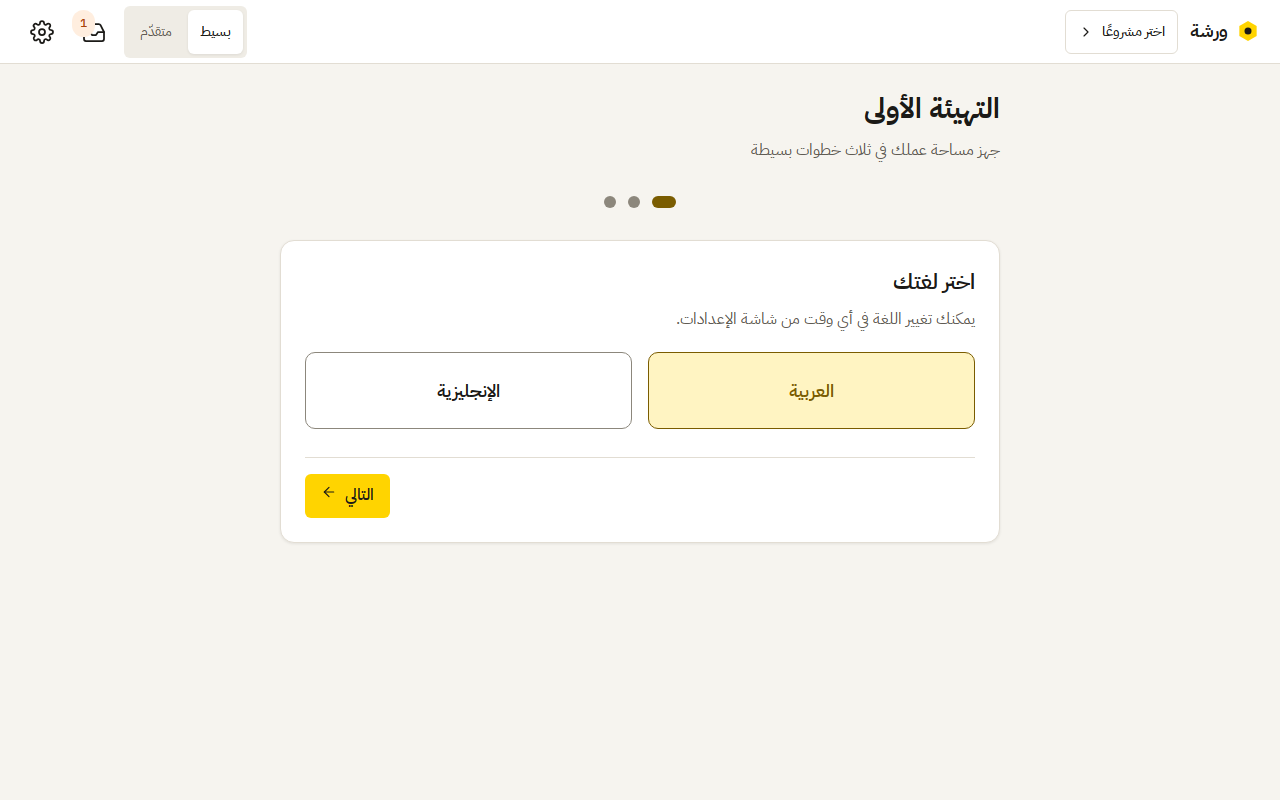 ورشة
اختر مشروعًا
بسيط
متقدّم
1
التهيئة الأولى
جهز مساحة عملك في ثلاث خطوات بسيطة
اختر لغتك
يمكنك تغيير اللغة في أي وقت من شاشة الإعدادات.
العربية
الإنجليزية
التالي